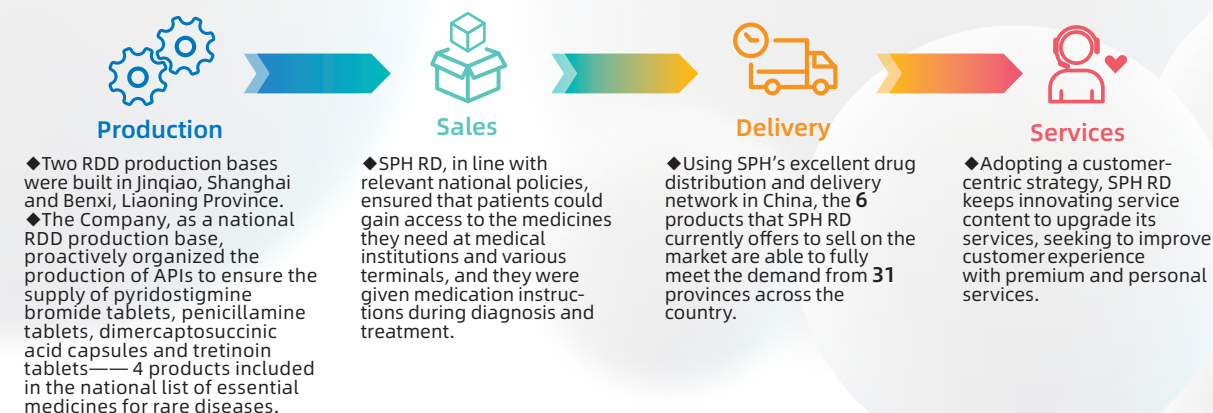 Production
◆Two RDD production bases
were built in Jinqiao, Shanghai
and Benxi, Liaoning Province.
◆The Company, as a national
RDD production base,
proactively organized the
production of APIs to ensure the
supply of pyridostigmine
bromide tablets, penicillamine
tablets, dimercaptosuccinic
acid capsules and tretinoin
tablets—— 4 products included
in the national list of essential
medicines for rare diseases.
Sales
◆SPH RD, in line with
relevant national policies,
ensured that patients could
gain access to the medicines
they need at medical
institutions and various
terminals, and they were
given medication instruc-
tions during diagnosis and
treatment.
Delivery
◆Using SPH’s excellent drug
distribution and delivery
network in China, the 6
products that SPH RD
currently offers to sell on the
market are able to fully
meet the demand from 31
provinces across the
country.
Services
◆Adopting a customer-
centric strategy, SPH RD
keeps innovating service
content to upgrade its
services, seeking to improve
customer experience
with premium and personal
services.